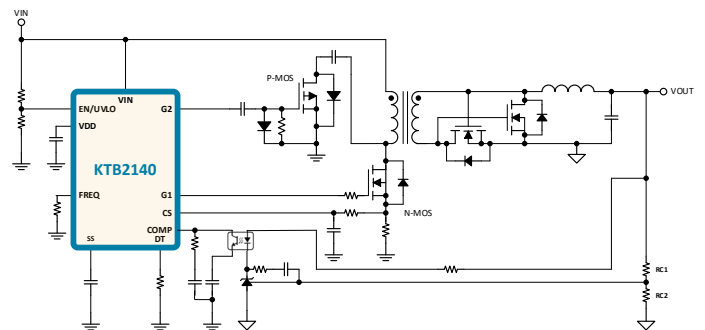 VIN
P-MOS
VIN
EN/UVLO
G2
VOUT
VDD
KTB2140
FREQ
G1
N-MOS
CS
COMP
SS
DT
RC1
RC2